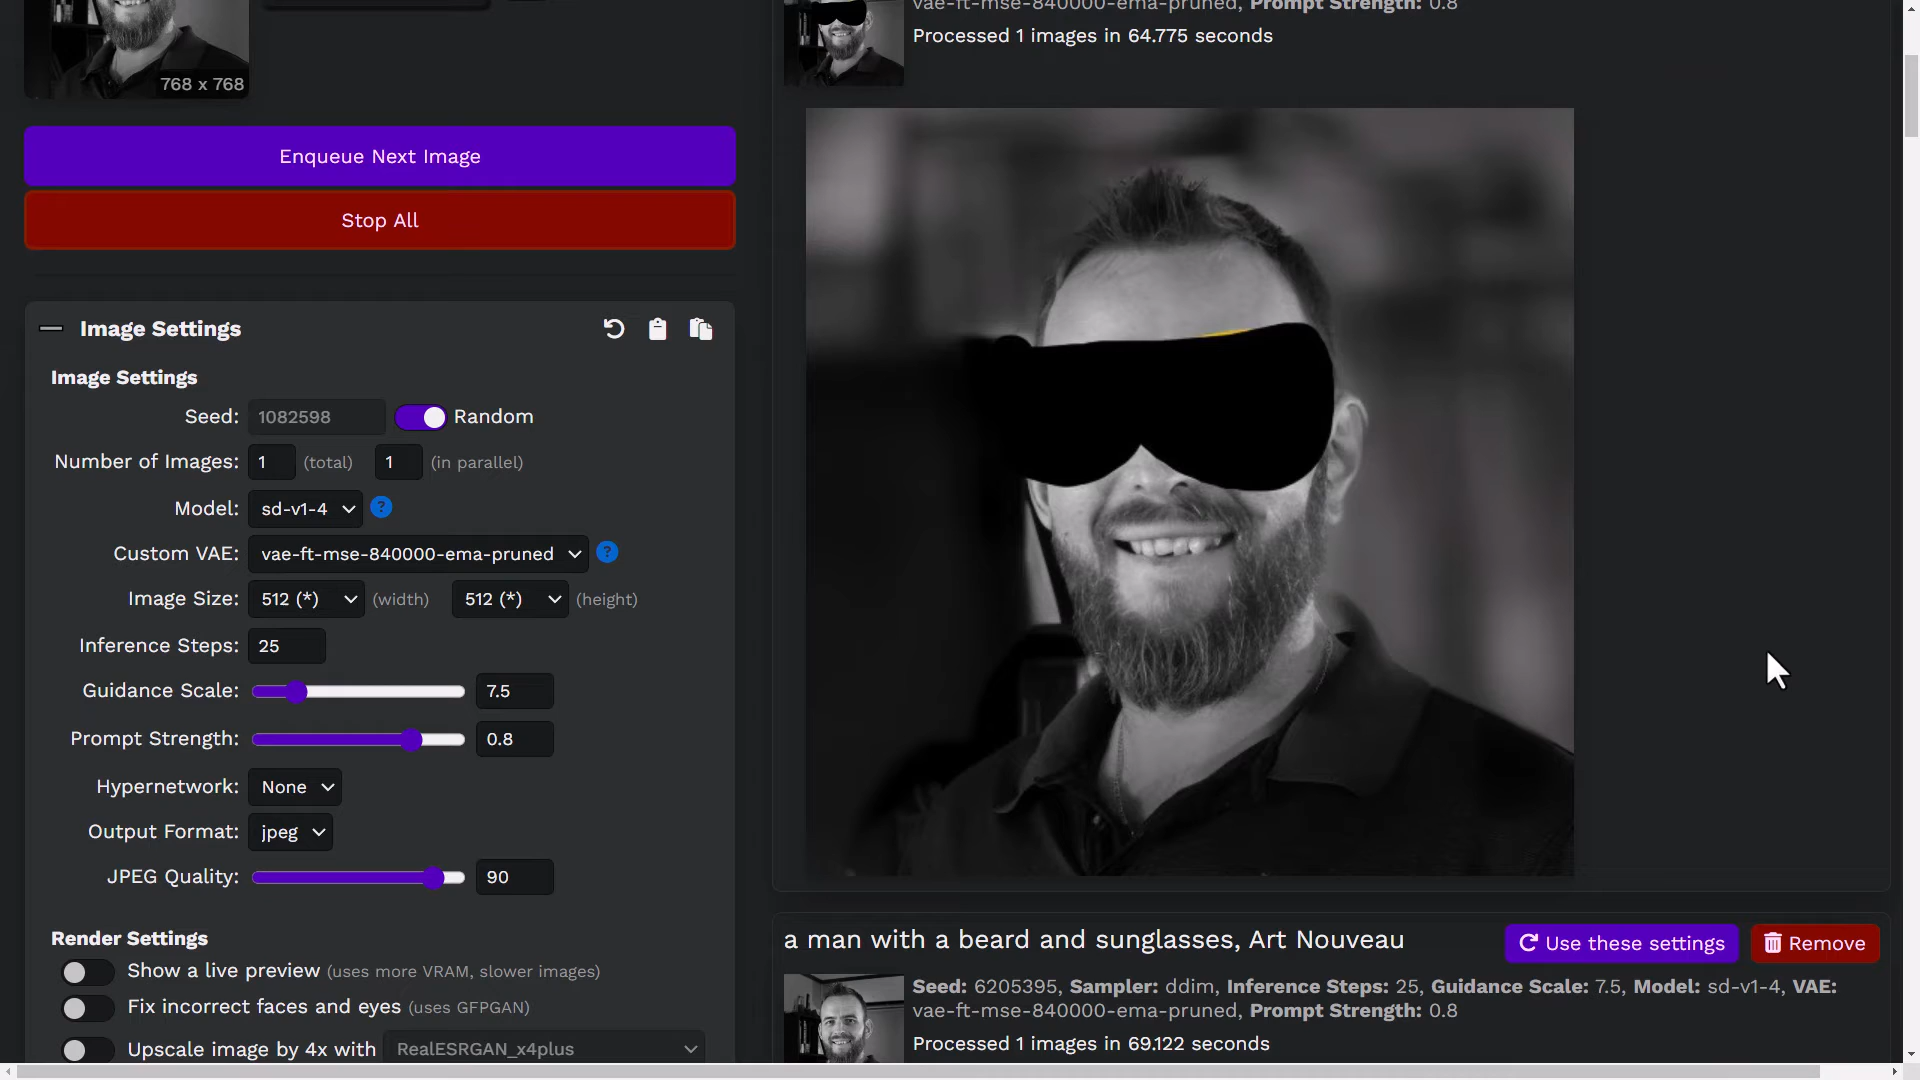 768 x 768
Enqueue Next Image
Stop All
Image Settings
Image Settings
Seed: 1082598 Random
Number of Images: 1 (total) 1 (in parallel)
Model: sd-v1-4 ?
Custom VAE: vae-ft-mse-840000-ema-pruned ?
Image Size: 512 (*) (width) 512 (*) (height)
Inference Steps: 25
Guidance Scale: 7.5
Prompt Strength: 0.8
Hypernetwork: None
Output Format: jpeg
JPEG Quality: 90
Render Settings
Show a live preview (uses more VRAM, slower images)
Fix incorrect faces and eyes (uses GFPGAN)
Upscale image by 4x with RealESRGAN_x4plus
vae-ft-mse-840000-ema-pruned, Prompt Strength: 0.8
Processed 1 images in 64.775 seconds
a man with a beard and sunglasses, Art Nouveau
Use these settings
Remove
Seed: 6205395, Sampler: ddim, Inference Steps: 25, Guidance Scale: 7.5, Model: sd-v1-4, VAE:
vae-ft-mse-840000-ema-pruned, Prompt Strength: 0.8
Processed 1 images in 69.122 seconds